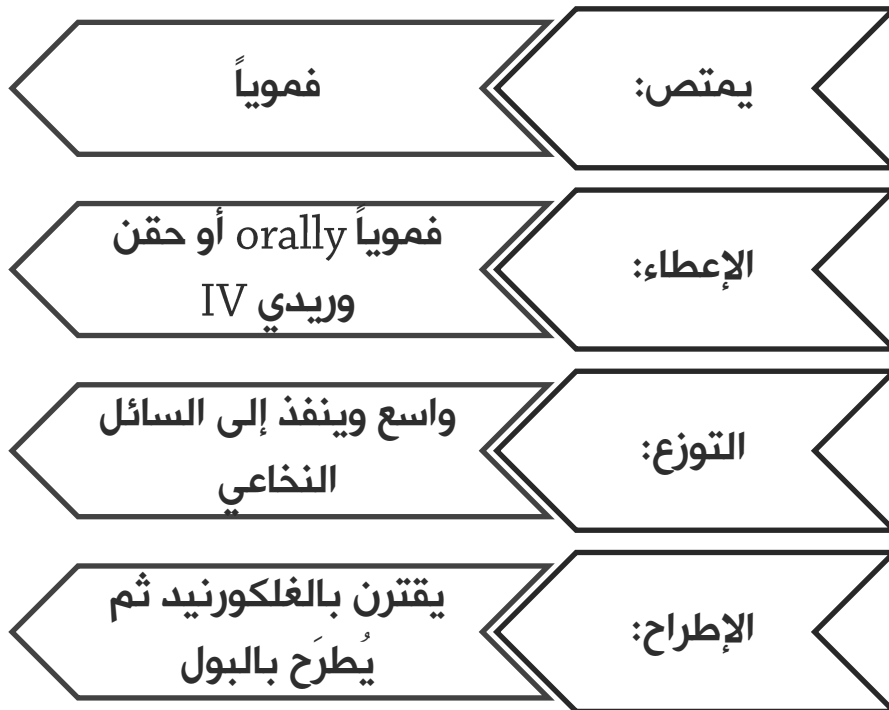 يمتص:
فموياً
الإعطاء:
فموياً orally أو حقن
وريدي IV
التوزع:
واسع وينفذ إلى السائل
النخاعي
الإطراح:
يقترن بالغلكورنيد ثم
يُطرَح بالبول